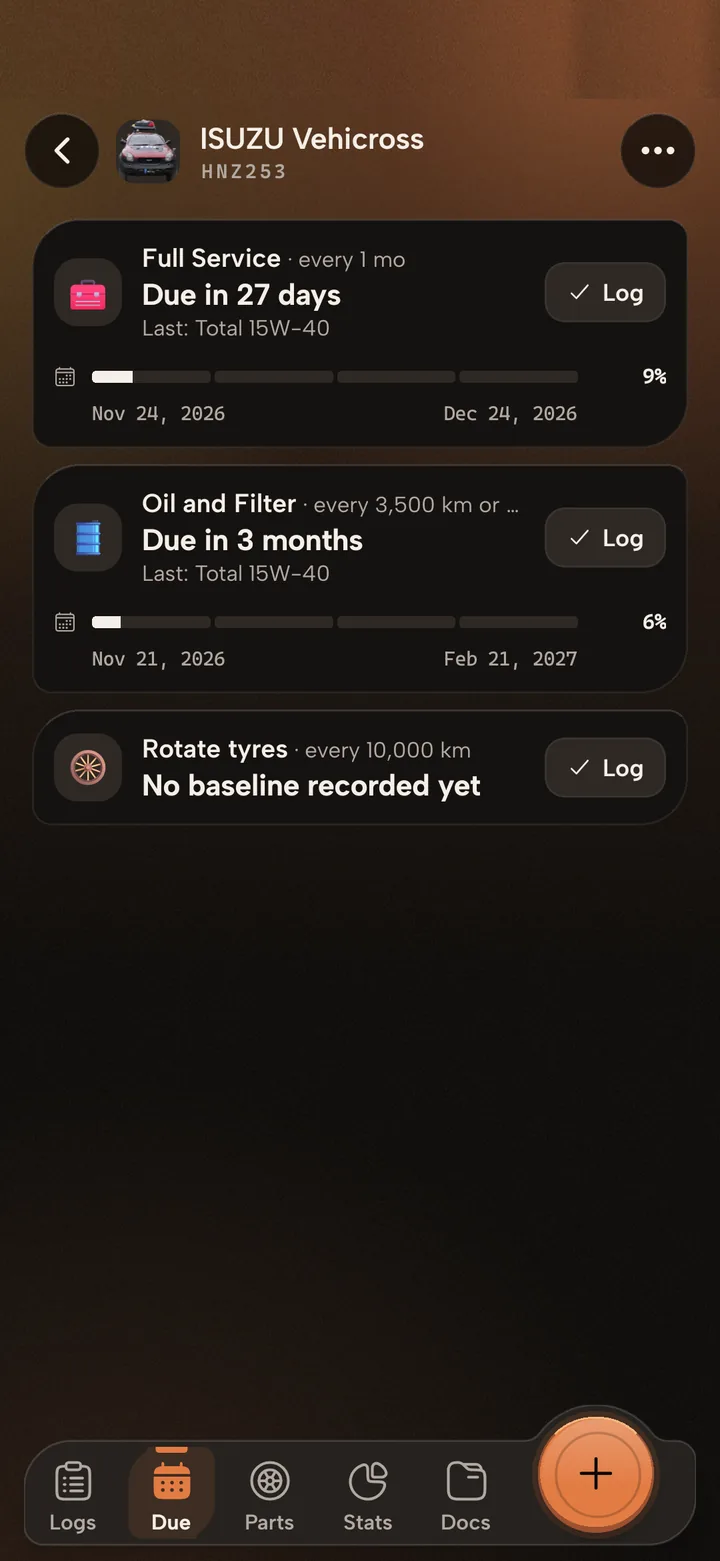 ISUZU Vehicross
HNZ253
Full Service · every 1 mo
Due in 27 days
Last: Total 15W-40
Log
9%
Nov 24, 2026
Dec 24, 2026
Oil and Filter · every 3,500 km or ...
Due in 3 months
Last: Total 15W-40
Log
6%
Nov 21, 2026
Feb 21, 2027
Rotate tyres · every 10,000 km
No baseline recorded yet
Log
Logs
Due
Parts
Stats
Docs